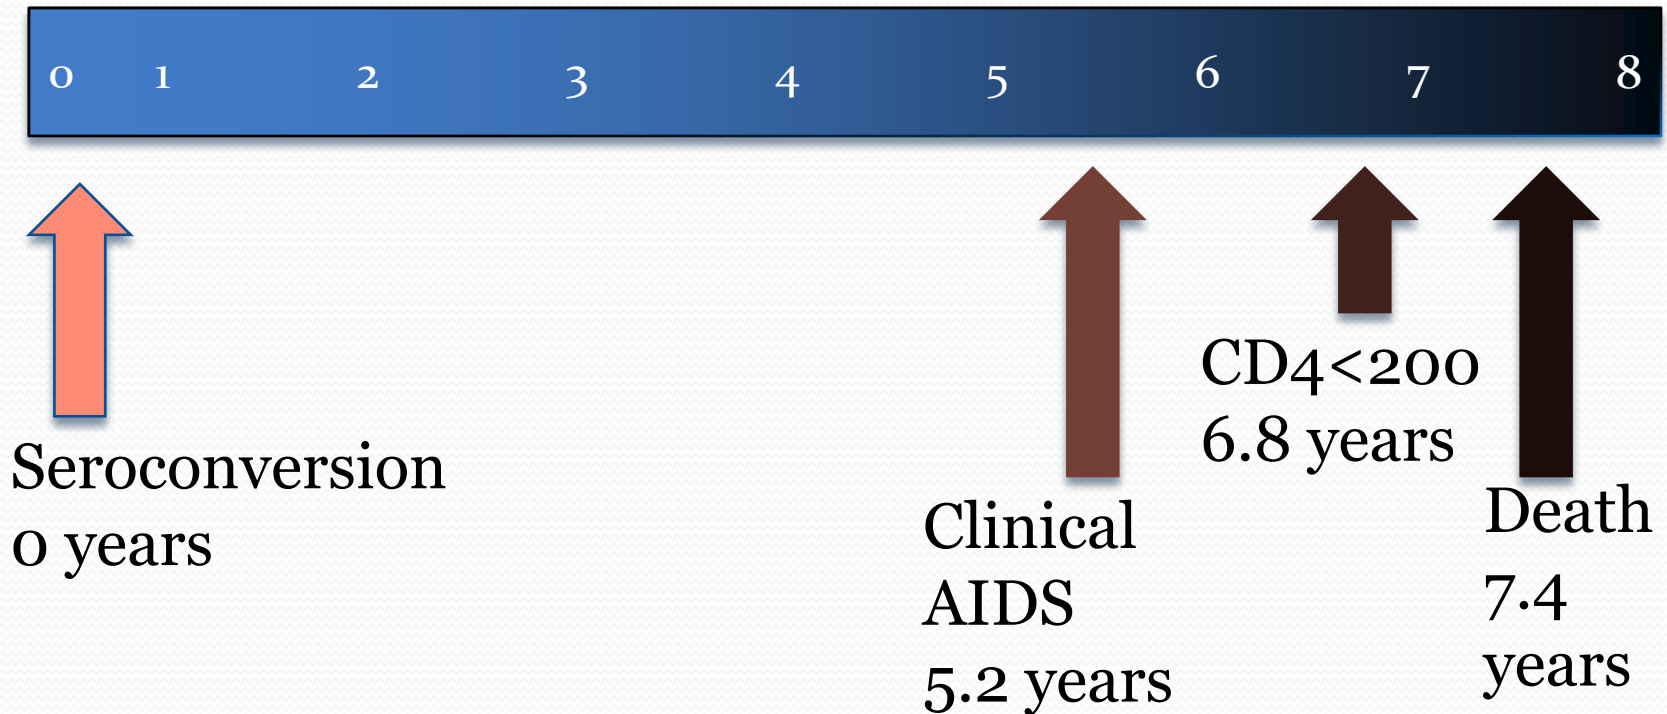 0 1 2 3 4 5 6 7 8
Seroconversion
0 years
Clinical
AIDS
5.2 years
CD4<200
6.8 years
Death
7.4
years